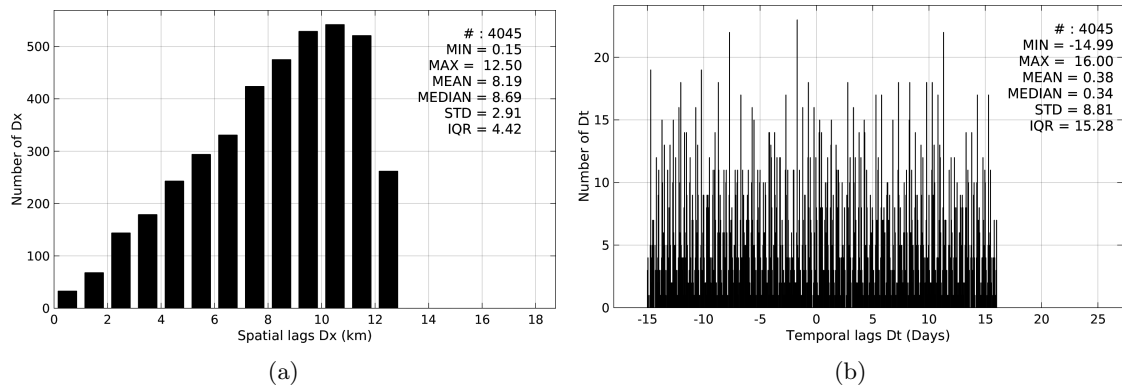 # : 4045
MIN = 0.15
MAX = 12.50
MEAN = 8.19
MEDIAN = 8.69
STD = 2.91
IQR = 4.42
Number of Dx
500
400
300
200
100
0
0 2 4 6 8 10 12 14 16 18
Spatial lags Dx (km)
(a)
# : 4045
MIN = -14.99
MAX = 16.00
MEAN = 0.38
MEDIAN = 0.34
STD = 8.81
IQR = 15.28
Number of Dt
20
15
10
5
0
-15 -10 -5 0 5 10 15 20 25
Temporal lags Dt (Days)
(b)